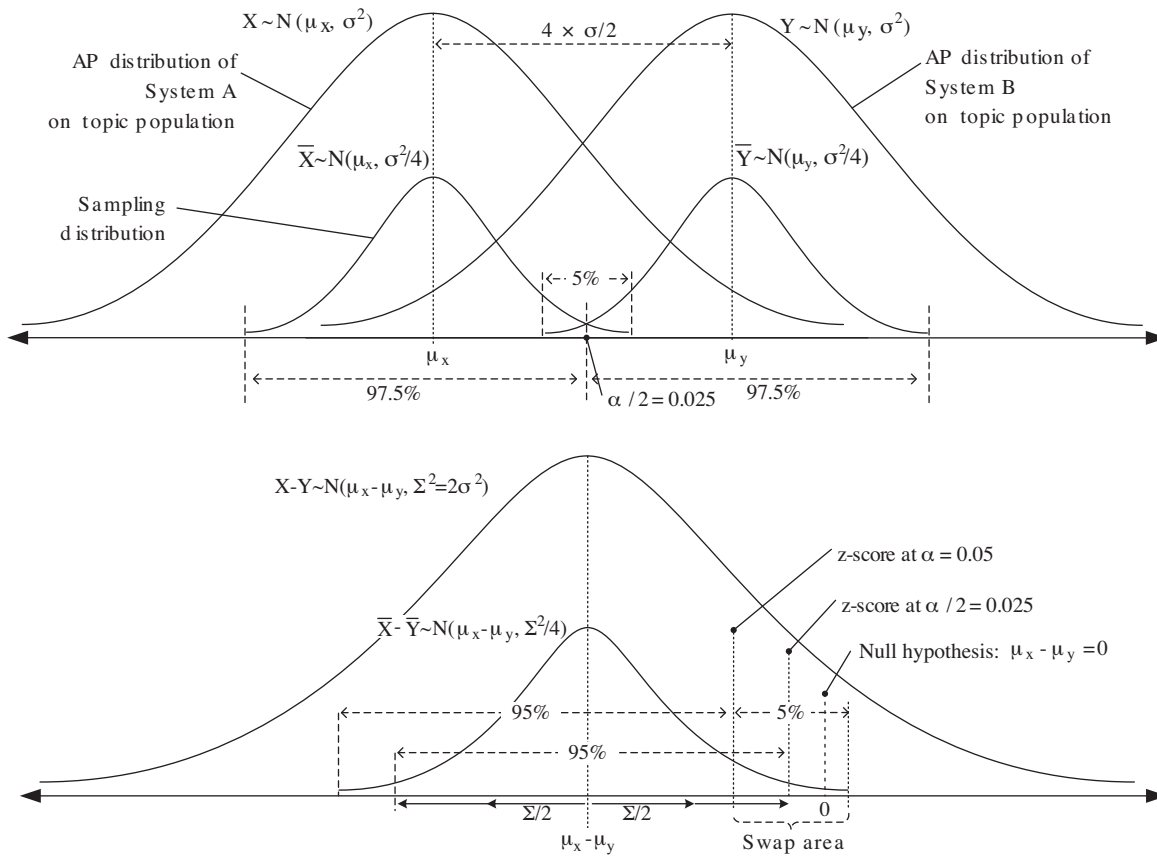 X~N(μx, σ²)
4 × σ/2
Y~N(μy, σ²)
AP distribution of
System A
on topic population
AP distribution of
System B
on topic population
X̅~N(μx, σ²/4)
Y̅~N(μy, σ²/4)
Sampling
distribution
5%
μx
μy
97.5%
α/2=0.025
97.5%
X-Y~N(μx-μy, Σ²=2σ²)
z-score at α = 0.05
z-score at α/2=0.025
X̅-Y̅~N(μx-μy, Σ²/4)
Null hypothesis: μx - μy =0
95%
5%
95%
Σ/2
Σ/2
0
μx-μy
Swap area